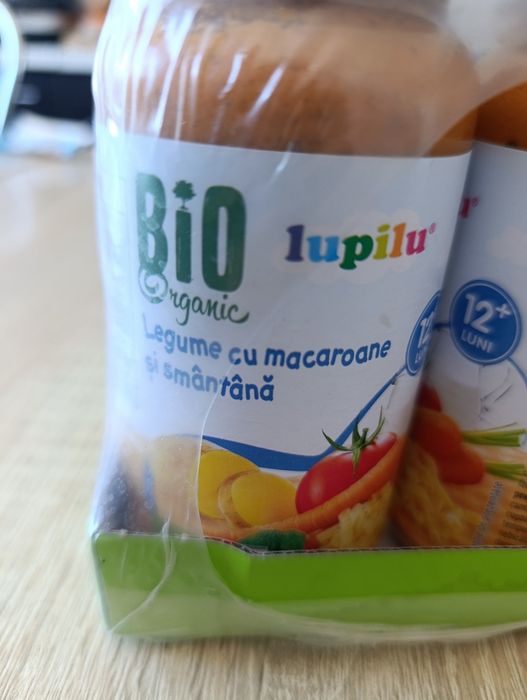 BiO
Organic
lupilu®
Legume cu macaroane
și smântână
12+
LUNI